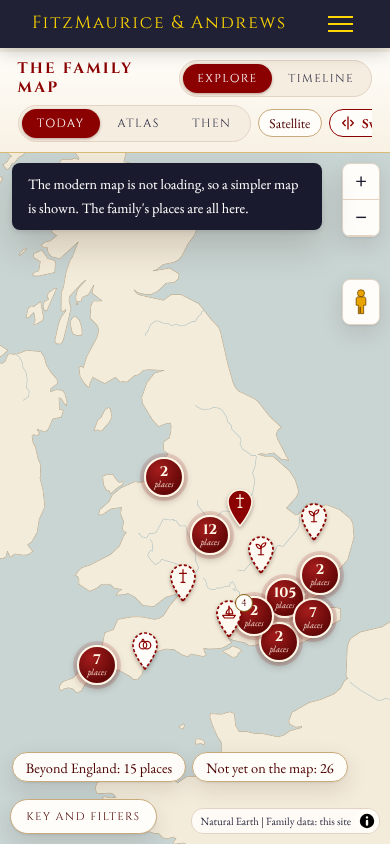 FitzMaurice & Andrews
THE FAMILY
MAP
EXPLORE
TIMELINE
TODAY
ATLAS
THEN
Satellite
The modern map is not loading, so a simpler map
is shown. The family's places are all here.
+
−
2
places
12
places
2
places
105
places
4
2
places
7
places
2
places
7
places
Beyond England: 15 places
Not yet on the map: 26
KEY AND FILTERS
Natural Earth | Family data: this site